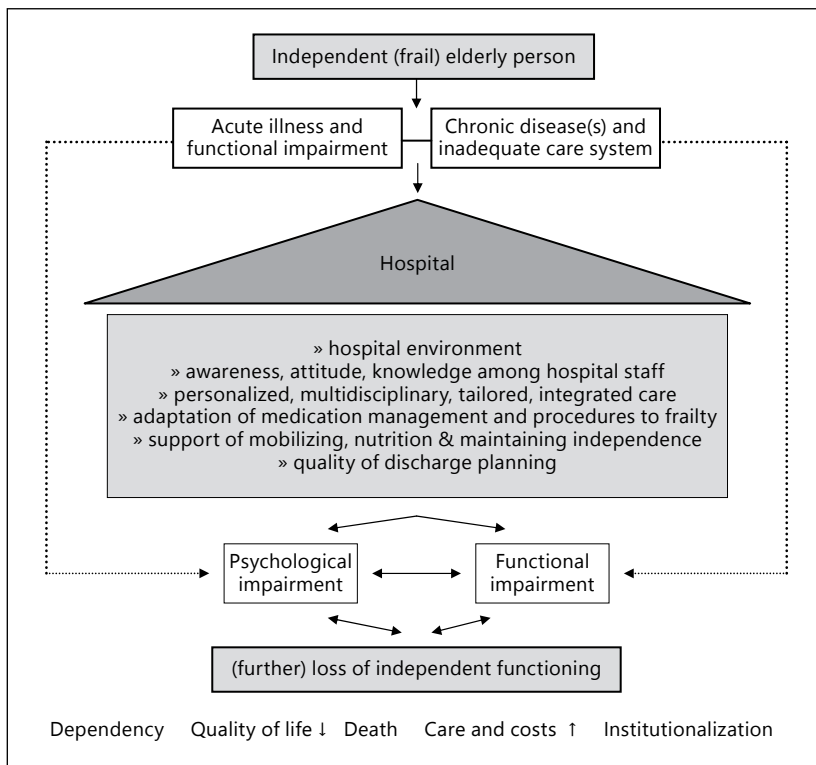 Independent (frail) elderly person
Acute illness and
functional impairment
Chronic disease(s) and
inadequate care system
Hospital
» hospital environment
» awareness, attitude, knowledge among hospital staff
» personalized, multidisciplinary, tailored, integrated care
» adaptation of medication management and procedures to frailty
» support of mobilizing, nutrition & maintaining independence
» quality of discharge planning
Psychological
impairment
Functional
impairment
(further) loss of independent functioning
Dependency Quality of life ↓ Death Care and costs ↑ Institutionalization